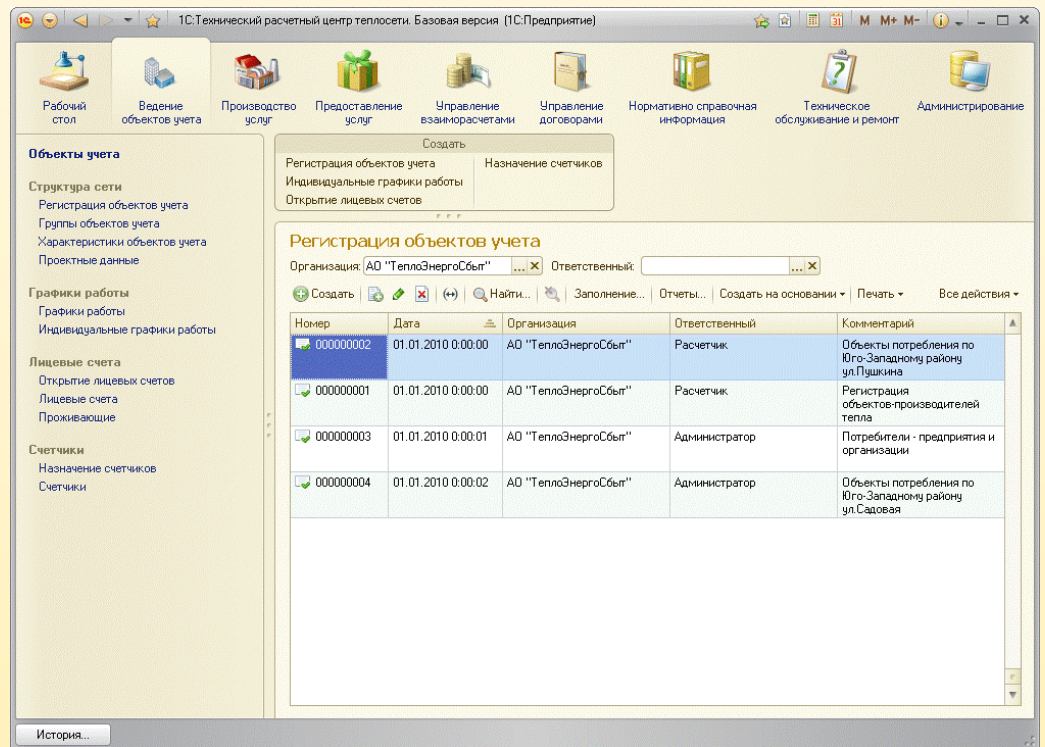 1С:Технический расчетный центр теплосети. Базовая версия (1С:Предприятие)
31 M M+ M-
Рабочий стол
Ведение объектов учета
Производство услуг
Предоставление услуг
Управление взаиморасчетами
Управление договорами
Нормативно справочная информация
Техническое обслуживание и ремонт
Администрирование
Объекты учета
Структура сети
Регистрация объектов учета
Группы объектов учета
Характеристики объектов учета
Проектные данные
Графики работы
Графики работы
Индивидуальные графики работы
Лицевые счета
Открытие лицевых счетов
Лицевые счета
Проживающие
Счетчики
Назначение счетчиков
Счетчики
Создать
Регистрация объектов учета Назначение счетчиков
Индивидуальные графики работы
Открытие лицевых счетов
Регистрация объектов учета
Организация: АО "ТеплоЭнергоСбыт" ... Ответственный: ...
Создать Найти... Заполнение... Отчеты... Создать на основании Печать Все действия
Номер Дата Организация Ответственный Комментарий
000000002 01.01.2010 0:00:00 АО "ТеплоЭнергоСбыт" Расчетчик Объекты потребления по
Юго-Западному району
ул.Пушкина
000000001 01.01.2010 0:00:00 АО "ТеплоЭнергоСбыт" Расчетчик Регистрация
объектов-производителей
тепла
000000003 01.01.2010 0:00:01 АО "ТеплоЭнергоСбыт" Администратор Потребители - предприятия и
организации
000000004 01.01.2010 0:00:02 АО "ТеплоЭнергоСбыт" Администратор Объекты потребления по
Юго-Западному району
ул.Садовая
История...